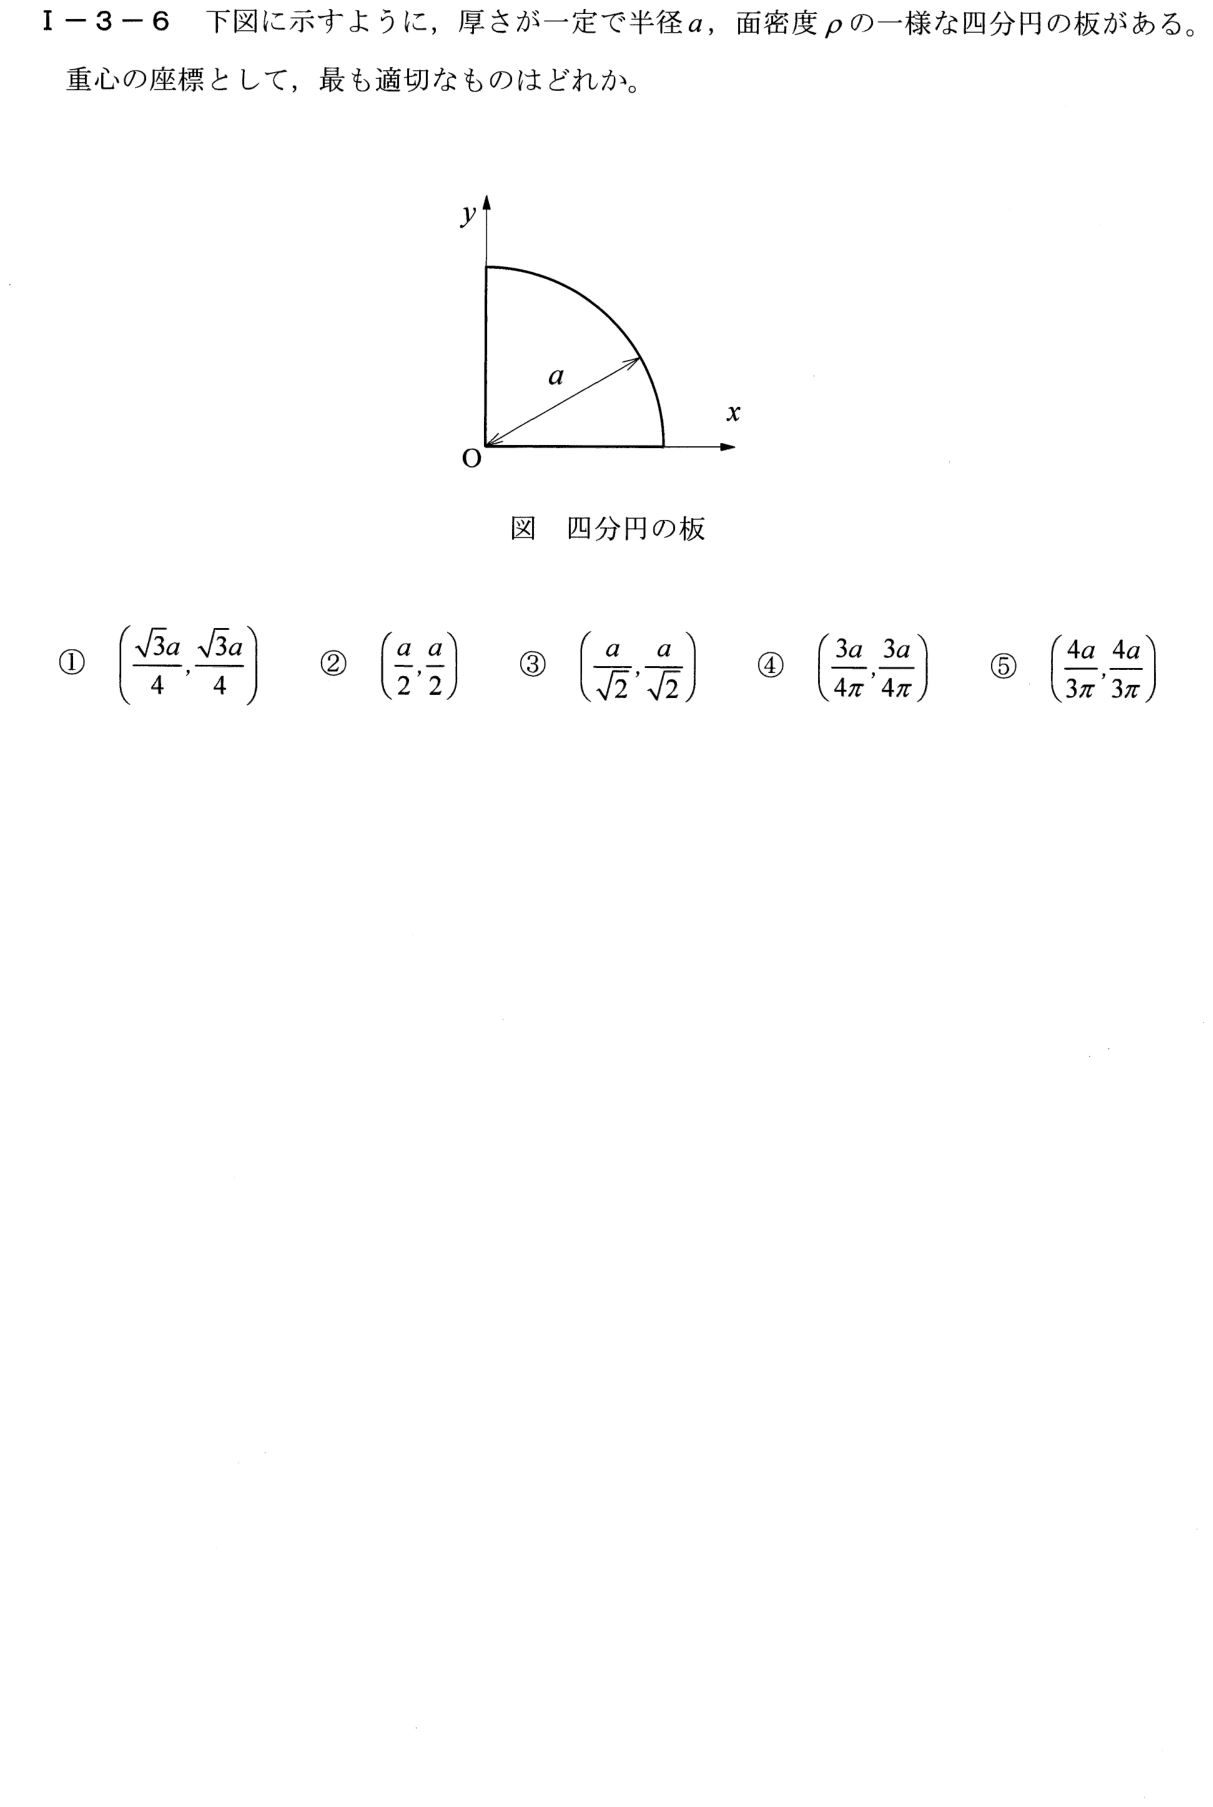 Ⅰ－３－６　下図に示すように，厚さが一定で半径a，面密度ρの一様な四分円の板がある。
重心の座標として，最も適切なものはどれか。
y
a
x
O
図　四分円の板
① (√3a/4, √3a/4)　② (a/2, a/2)　③ (a/√2, a/√2)　④ (3a/4π, 3a/4π)　⑤ (4a/3π, 4a/3π)